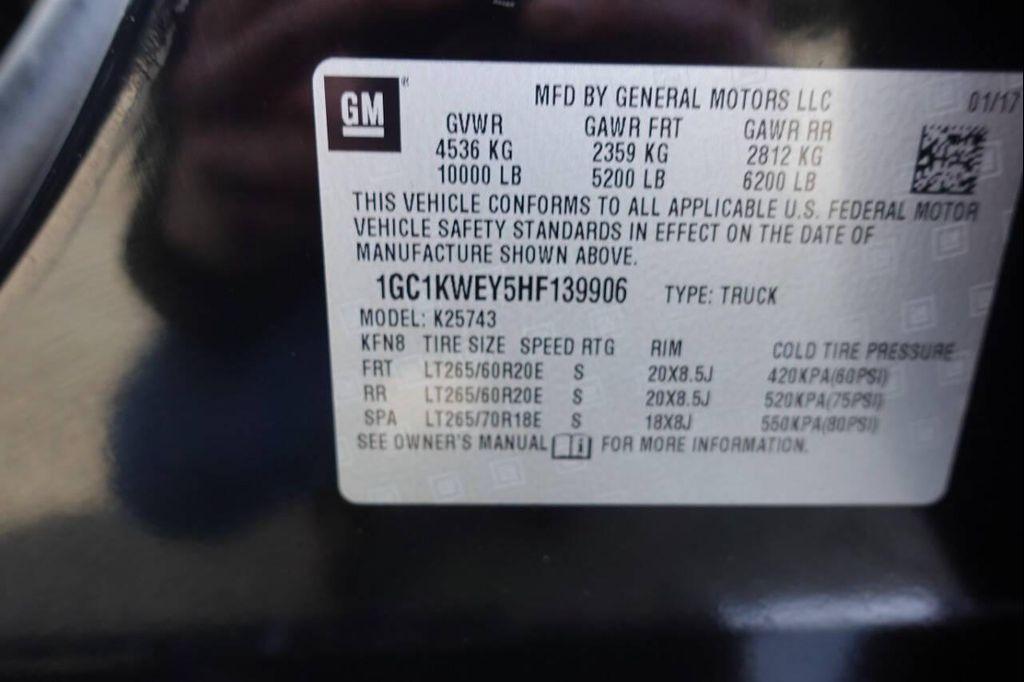 GM
MFD BY GENERAL MOTORS LLC 01/17
GVWR GAWR FRT GAWR RR
4536 KG 2359 KG 2812 KG
10000 LB 5200 LB 6200 LB
THIS VEHICLE CONFORMS TO ALL APPLICABLE U.S. FEDERAL MOTOR
VEHICLE SAFETY STANDARDS IN EFFECT ON THE DATE OF
MANUFACTURE SHOWN ABOVE.
1GC1KWEY5HF139906 TYPE: TRUCK
MODEL: K25743
KFN8 TIRE SIZE SPEED RTG RIM COLD TIRE PRESSURE
FRT LT265/60R20E S 20X8.5J 420KPA(60PSI)
RR LT265/60R20E S 20X8.5J 520KPA(75PSI)
SPA LT265/70R18E S 18X8J 550KPA(80PSI)
SEE OWNER'S MANUAL i FOR MORE INFORMATION.